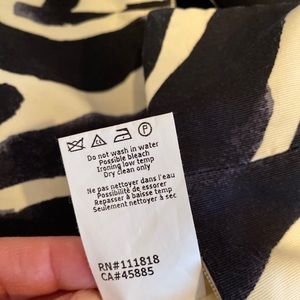 Do not wash in water
Possible bleach
Ironing low temp
Dry clean only
Ne pas nettoyer dans l'eau
Possibilité de essorer
Repasser à baisse temp
Seulement nettoyer à sec
RN#111818
CA#45885